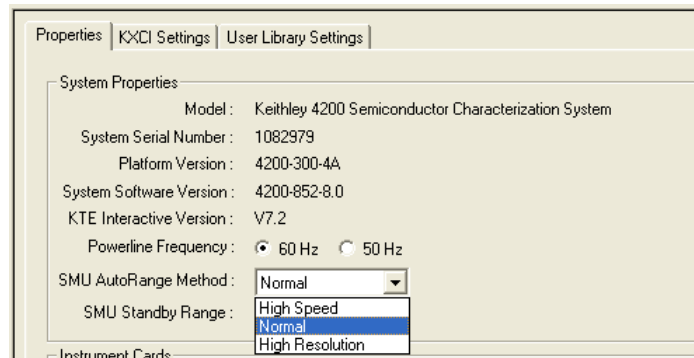 Properties KXCI Settings User Library Settings
System Properties
Model : Keithley 4200 Semiconductor Characterization System
System Serial Number : 1082979
Platform Version : 4200-300-4A
System Software Version : 4200-852-8.0
KTE Interactive Version : V7.2
Powerline Frequency : 60 Hz 50 Hz
SMU AutoRange Method : Normal
SMU Standby Range : High Speed
Normal
High Resolution
Instrument Cards